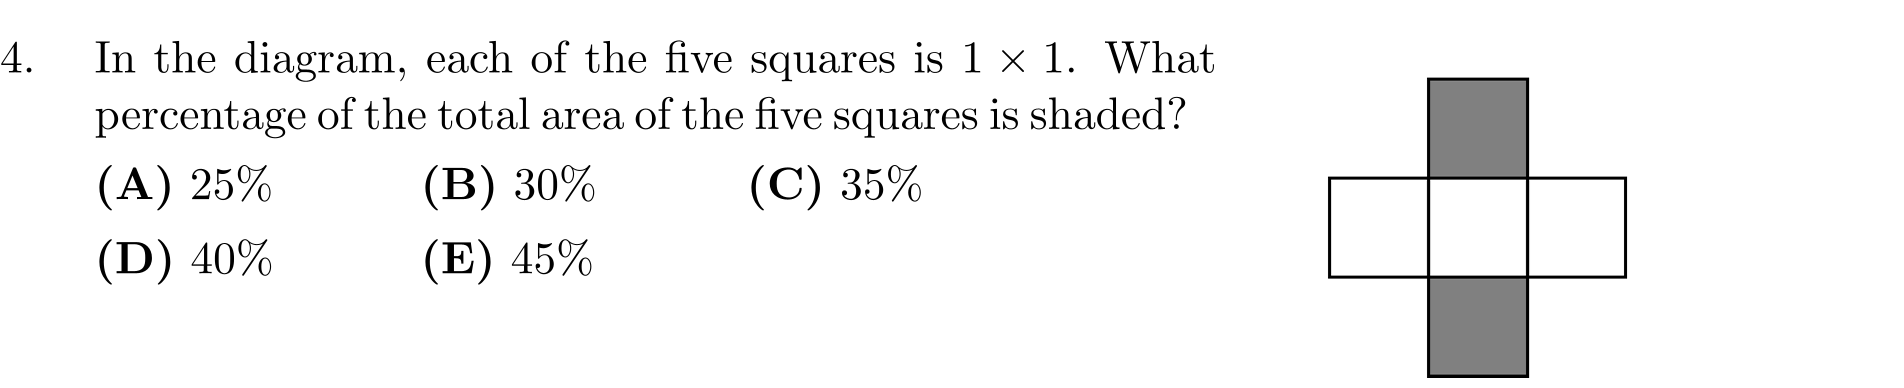 4. In the diagram, each of the five squares is 1 × 1. What
percentage of the total area of the five squares is shaded?
(A) 25% (B) 30% (C) 35%
(D) 40% (E) 45%